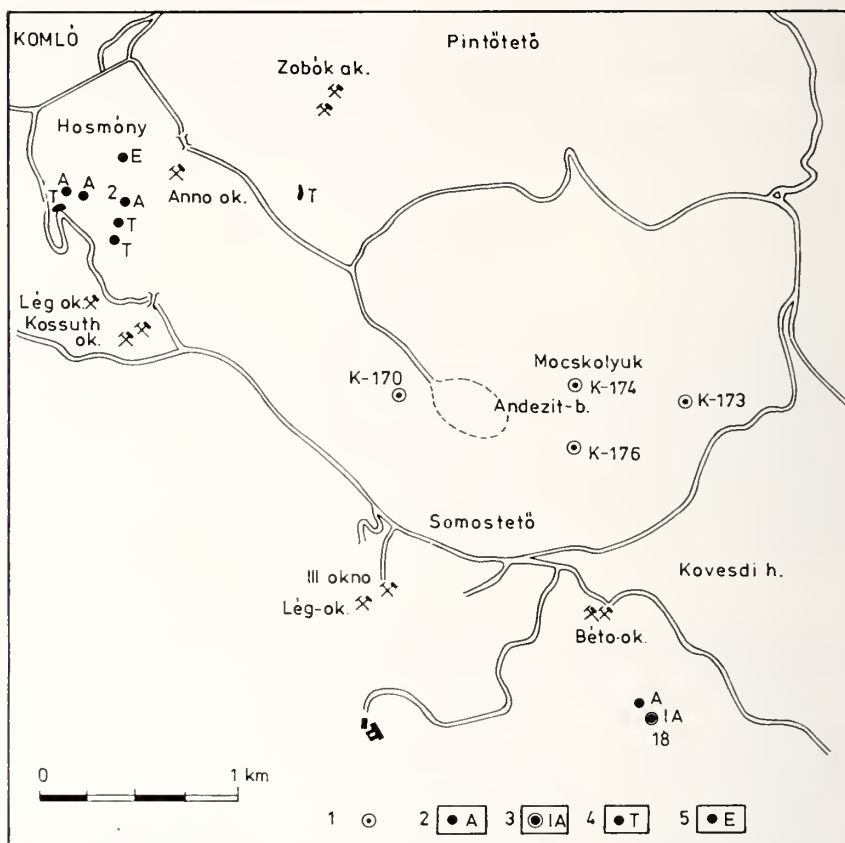 KOMLÓ
Pintőtető
Zobók ak.
Hosmény
E
A
A
2
A
T
T
T
T
Anno ok.
Lég ok.
Kossuth
ok.
K-170
Mocskolyuk
K-174
K-173
Andezit-b.
K-176
Somostető
III okno
Lég-ok.
Kovesdi h.
Béto-ok.
A
IA
18
0
1 km
1
2 A
3 IA
4 T
5 E